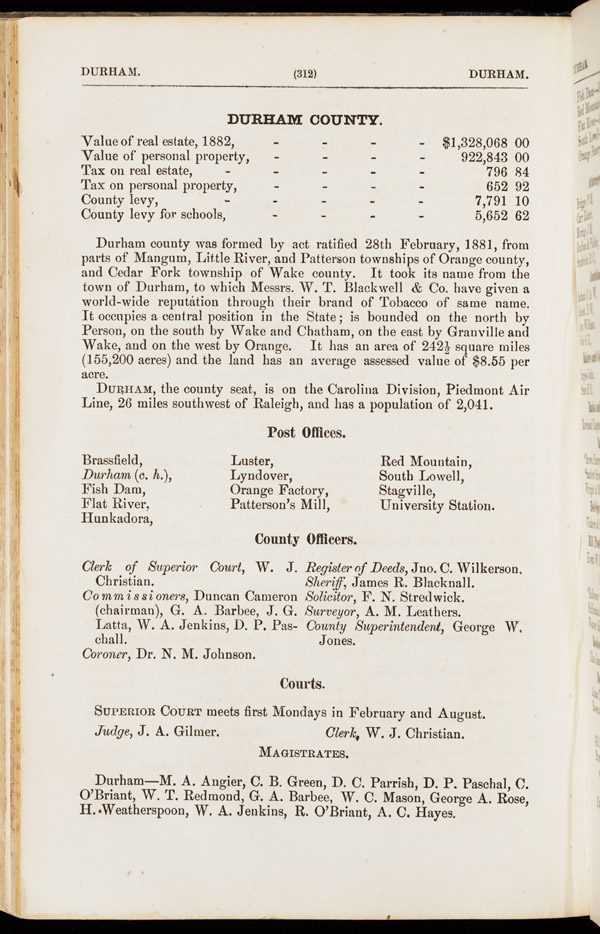 DURHAM. (312) DURHAM.
DURHAM COUNTY.
Value of real estate, 1882, - - - - $1,328,068 00
Value of personal property, - - - - 922,843 00
Tax on real estate, - - - - - 796 84
Tax on personal property, - - - - 652 92
County levy, - - - - - 7,791 10
County levy for schools, - - - - 5,652 62
Durham county was formed by act ratified 28th February, 1881, from
parts of Mangum, Little River, and Patterson townships of Orange county,
and Cedar Fork township of Wake county. It took its name from the
town of Durham, to which Messrs. W. T. Blackwell & Co. have given a
world-wide reputation through their brand of Tobacco of same name.
It occupies a central position in the State; is bounded on the north by
Person, on the south by Wake and Chatham, on the east by Granville and
Wake, and on the west by Orange. It has an area of 242½ square miles
(155,200 acres) and the land has an average assessed value of $8.55 per
acre.
DURHAM, the county seat, is on the Carolina Division, Piedmont Air
Line, 26 miles southwest of Raleigh, and has a population of 2,041.
Post Offices.
Brassfield, Luster, Red Mountain,
Durham (c. h.), Lyndover, South Lowell,
Fish Dam, Orange Factory, Stagville,
Flat River, Patterson's Mill, University Station.
Hunkadora,
County Officers.
Clerk of Superior Court, W. J.
Christian.
Commissioners, Duncan Cameron
(chairman), G. A. Barbee, J. G.
Latta, W. A. Jenkins, D. P. Pas-
chall.
Coroner, Dr. N. M. Johnson.
Register of Deeds, Jno. C. Wilkerson.
Sheriff, James R. Blacknall.
Solicitor, F. N. Stredwick.
Surveyor, A. M. Leathers.
County Superintendent, George W.
Jones.
Courts.
SUPERIOR COURT meets first Mondays in February and August.
Judge, J. A. Gilmer. Clerk, W. J. Christian.
MAGISTRATES.
Durham—M. A. Angier, C. B. Green, D. C. Parrish, D. P. Paschal, C.
O'Briant, W. T. Redmond, G. A. Barbee, W. C. Mason, George A. Rose,
H. Weatherspoon, W. A. Jenkins, R. O'Briant, A. C. Hayes.